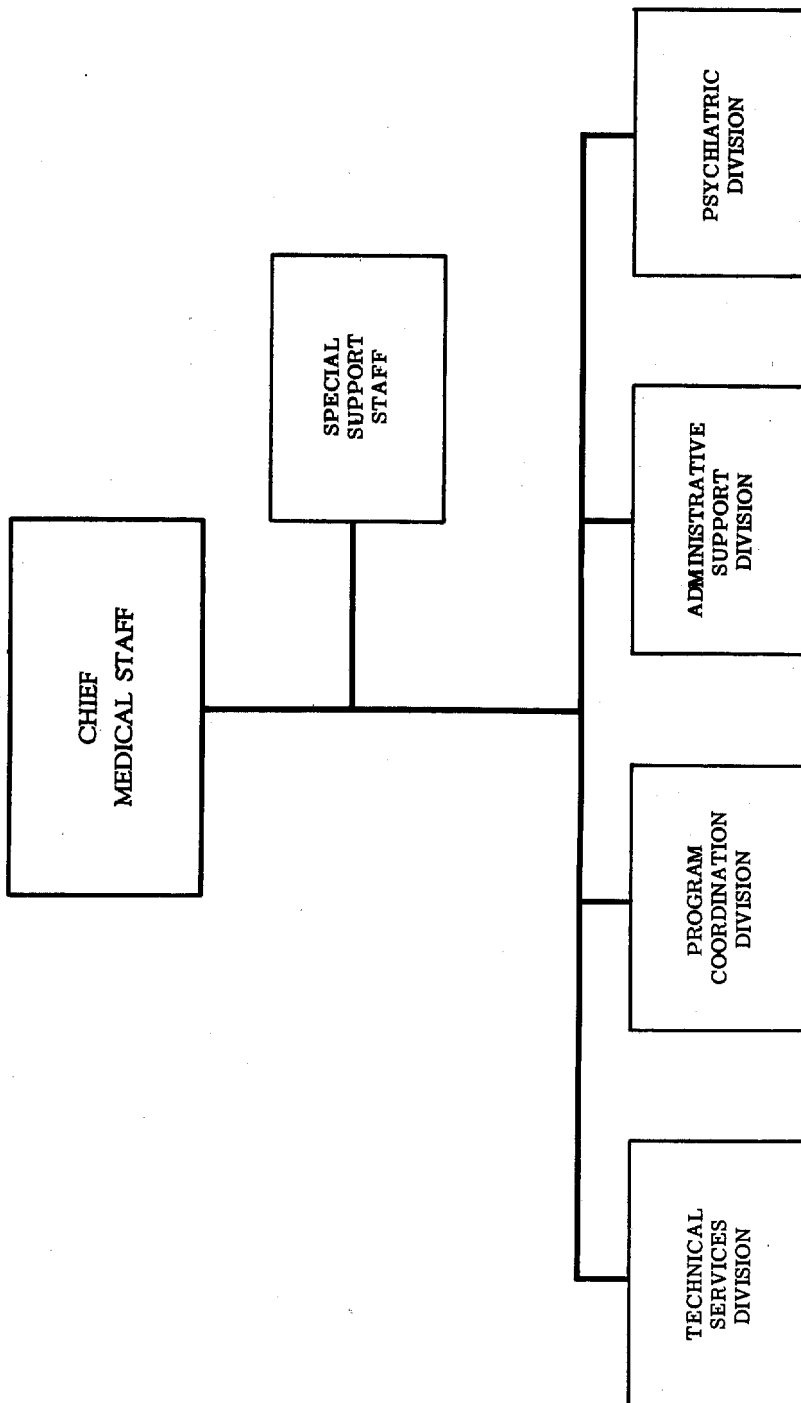 CHIEF
MEDICAL STAFF
SPECIAL
SUPPORT
STAFF
TECHNICAL
SERVICES
DIVISION
PROGRAM
COORDINATION
DIVISION
ADMINISTRATIVE
SUPPORT
DIVISION
PSYCHIATRIC
DIVISION